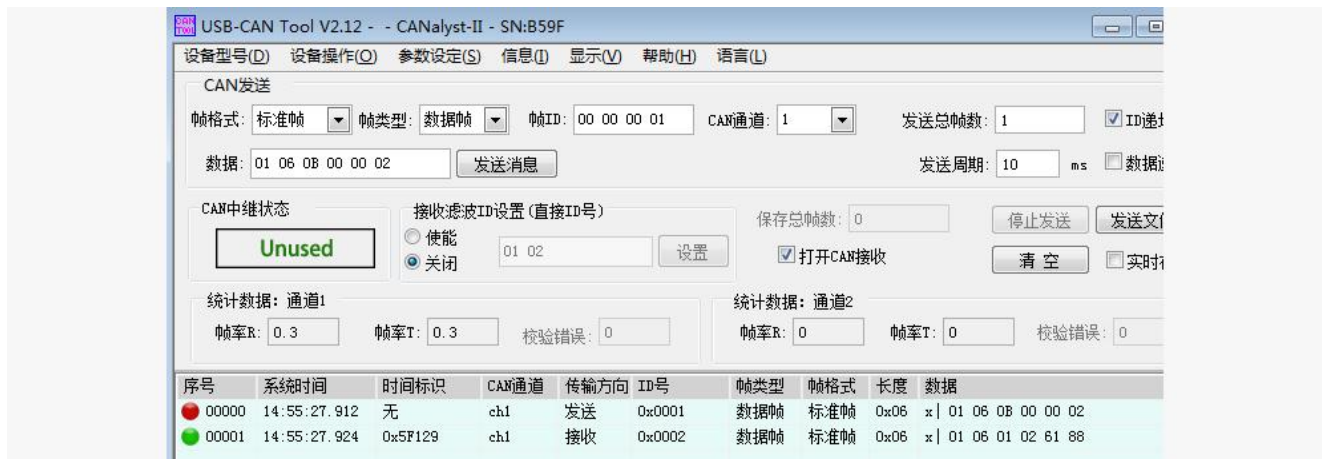 USB-CAN Tool V2.12 - - CANalyst-II - SN:B59F
设备型号(D) 设备操作(O) 参数设定(S) 信息(I) 显示(V) 帮助(H) 语言(L)
CAN发送
帧格式: 标准帧 帧类型: 数据帧 帧ID: 00 00 00 01 CAN通道: 1 发送总帧数: 1 ID递
数据: 01 06 0B 00 00 02 发送消息 发送周期: 10 ms 数据
CAN中继状态 接收滤波ID设置(直接ID号)
Unused 使能 关闭 01 02 设置
保存总帧数: 0 停止发送 发送文
打开CAN接收 清空 实时
统计数据: 通道1 统计数据: 通道2
帧率R: 0.3 帧率T: 0.3 校验错误: 0 帧率R: 0 帧率T: 0 校验错误: 0
序号 系统时间 时间标识 CAN通道 传输方向 ID号 帧类型 帧格式 长度 数据
00000 14:55:27.912 无 ch1 发送 0x0001 数据帧 标准帧 0x06 x| 01 06 0B 00 00 02
00001 14:55:27.924 0x5F129 ch1 接收 0x0002 数据帧 标准帧 0x06 x| 01 06 01 02 61 88